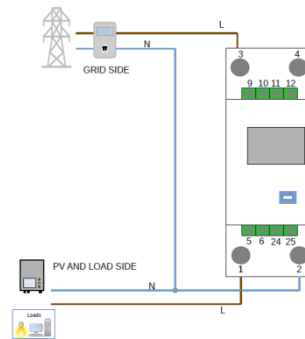 L
N
3 4
GRID SIDE
9 10 11 12
5 6 24 25
PV AND LOAD SIDE
1 2
N
Loads
L